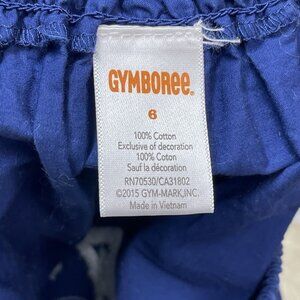 GYMBOREE®
6
100% Cotton
Exclusive of decoration
100% Coton
Sauf la décoration
RN70530/CA31802
©2015 GYM-MARK,INC.
Made in Vietnam